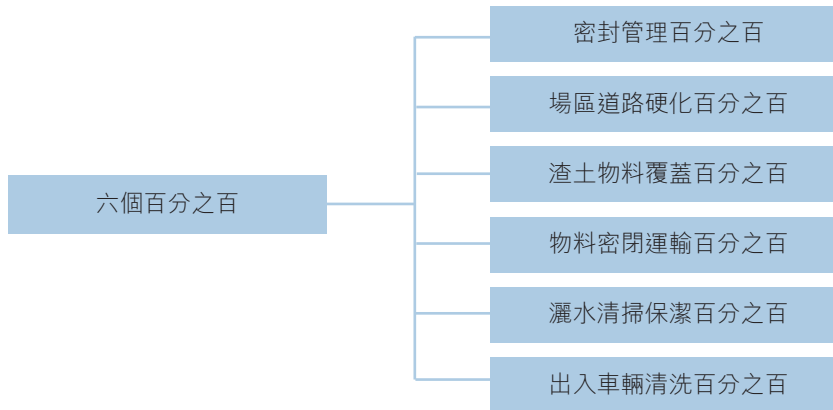 密封管理百分之百
場區道路硬化百分之百
渣土物料覆蓋百分之百
六個百分之百
物料密閉運輸百分之百
灑水清掃保潔百分之百
出入車輛清洗百分之百